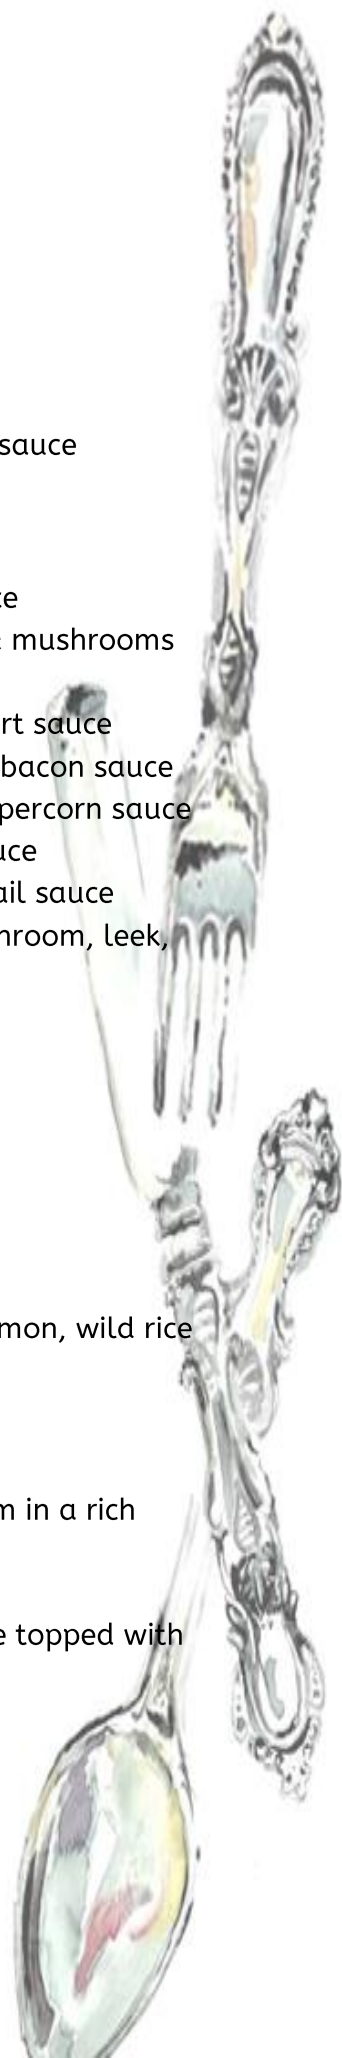 sauce
ce
mushrooms
rt sauce
bacon sauce
percorn sauce
uce
ail sauce
hroom, leek,
mon, wild rice
m in a rich
e topped with